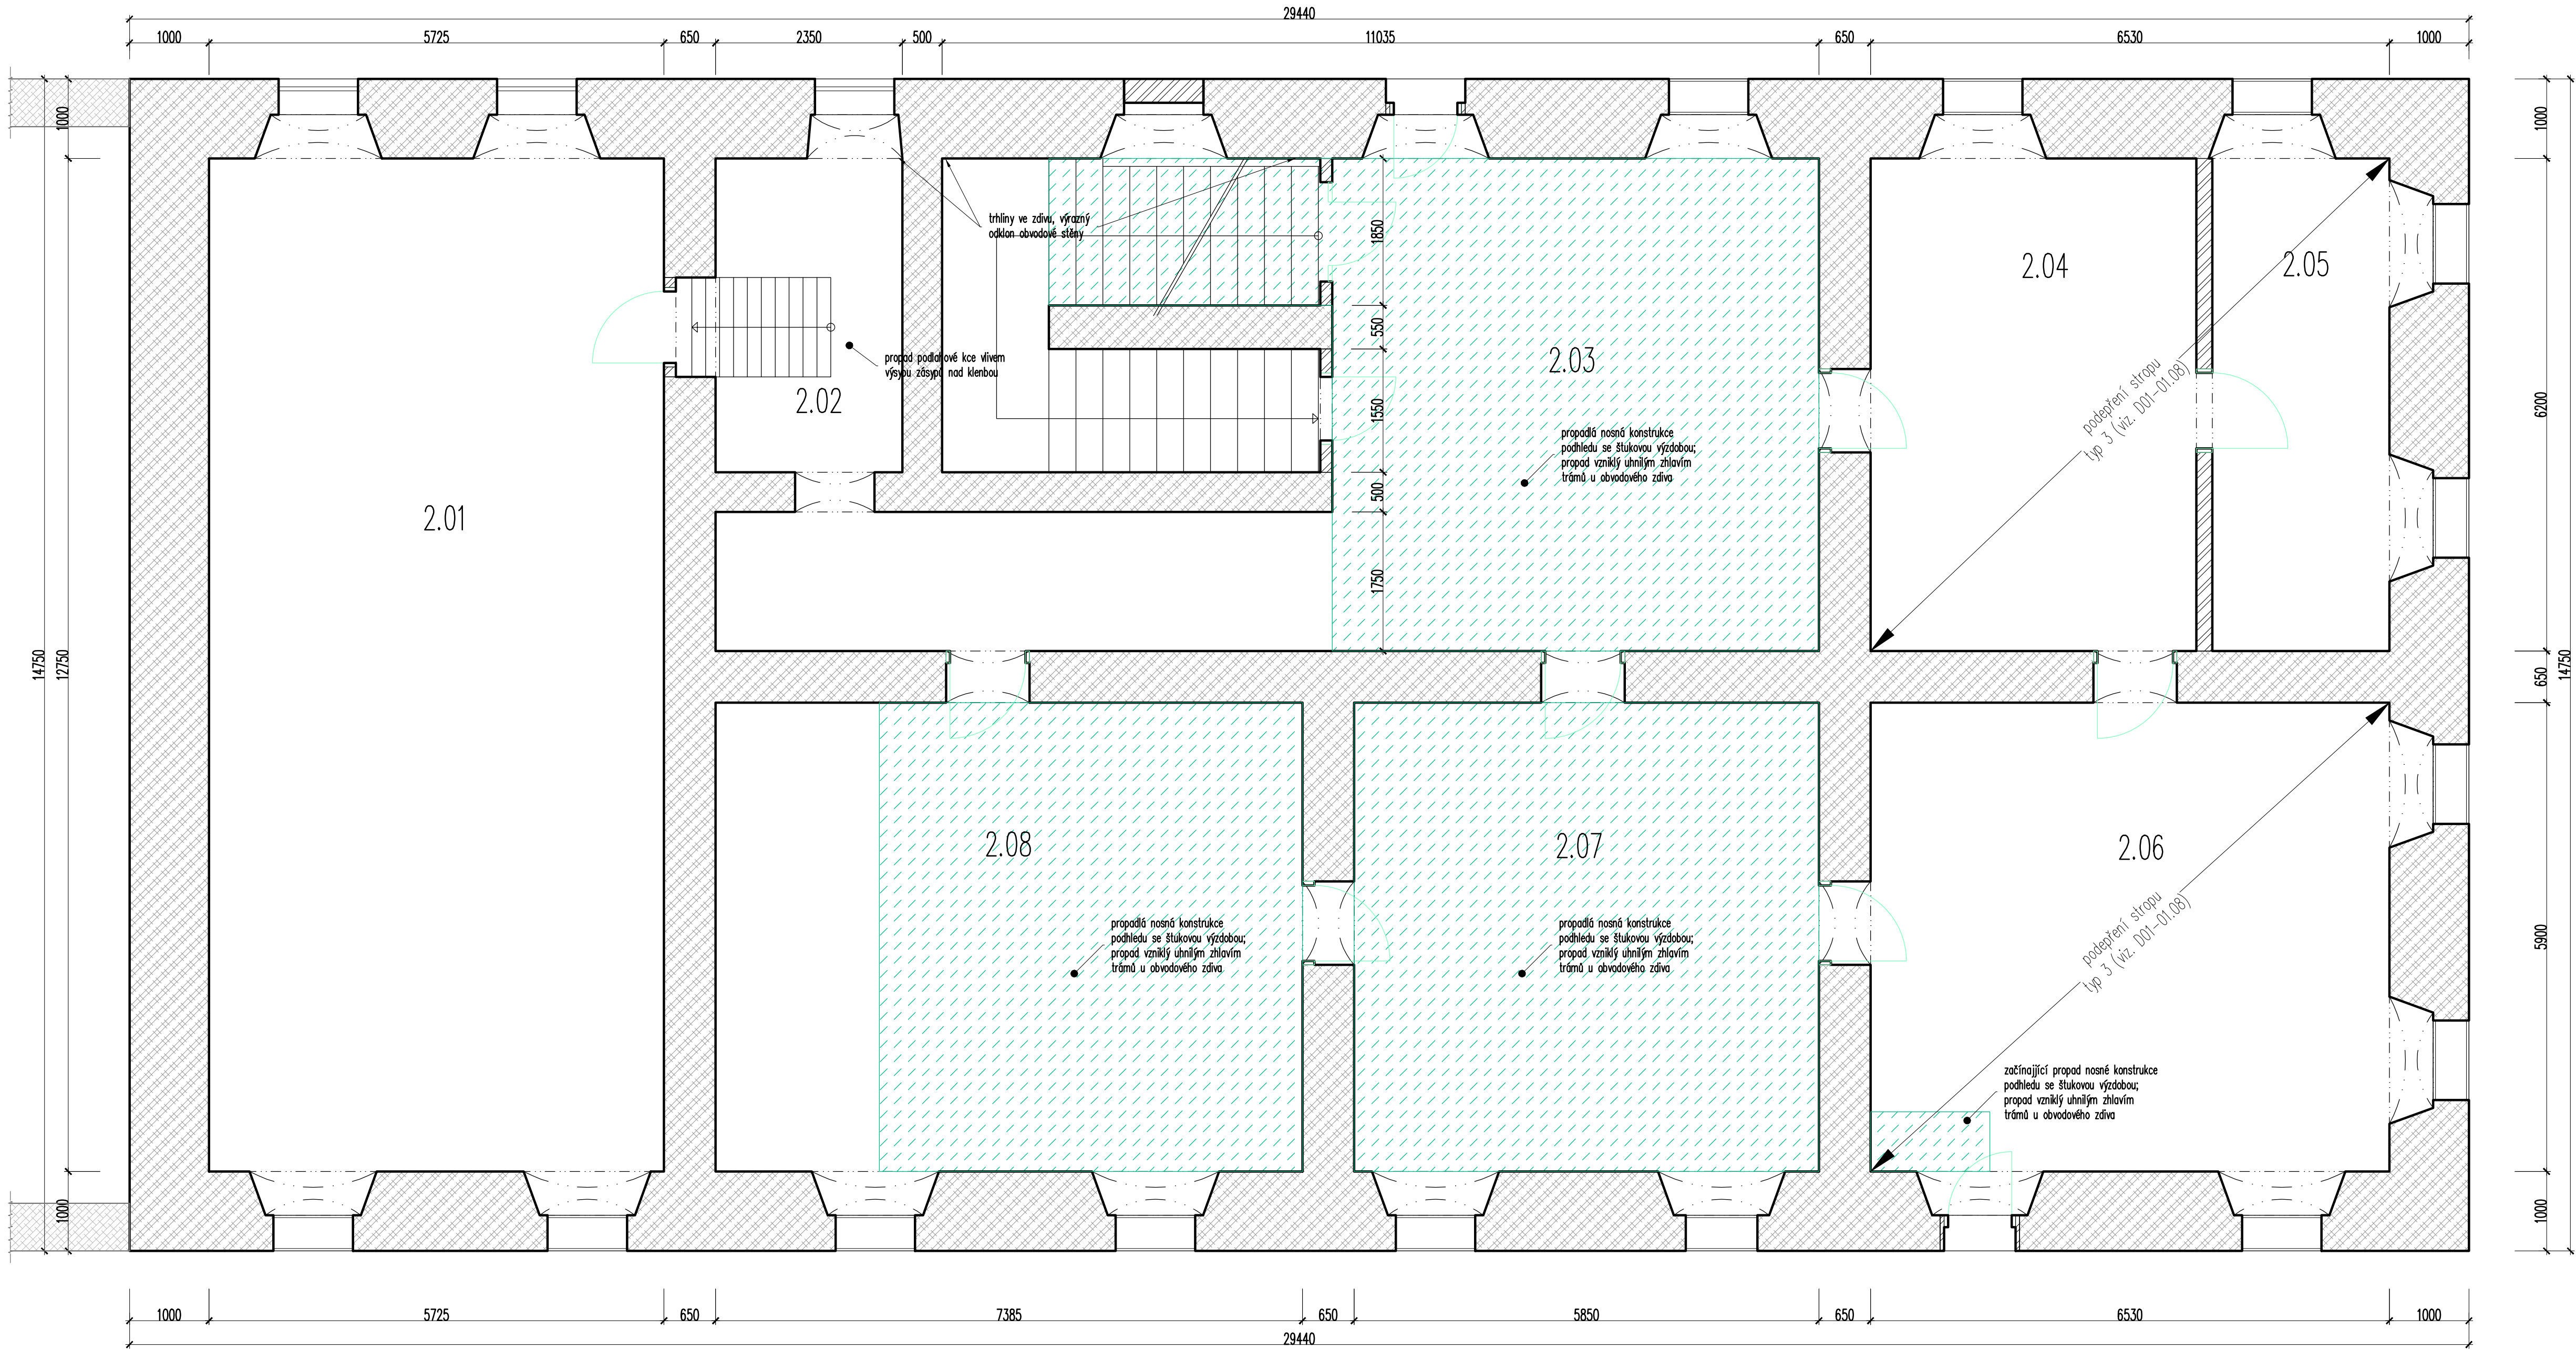 29440
1000 5725 650 2350 500 11035 650 6530 1000
1000
1000
trhliny ve zdivu, výrazný
odklon obvodové stěny
1850
2.04
2.05
550
propad podlahové kce vlivem
výsypu zásypů nad klenbou
2.03
2.02
podepření stropu
typ 3 (viz. D01-01.08)
1550
6200
propadlá nosná konstrukce
podhledu se štukovou výzdobou;
propad vzniklý uhnilým zhlavím
trámů u obvodového zdiva
500
2.01
1750
14750
12750
650
14750
2.08
2.07
2.06
propadlá nosná konstrukce
podhledu se štukovou výzdobou;
propad vzniklý uhnilým zhlavím
trámů u obvodového zdiva
propadlá nosná konstrukce
podhledu se štukovou výzdobou;
propad vzniklý uhnilým zhlavím
trámů u obvodového zdiva
podepření stropu
typ 3 (viz. D01-01.08)
5900
začínajjící propad nosné konstrukce
podhledu se štukovou výzdobou;
propad vzniklý uhnilým zhlavím
trámů u obvodového zdiva
1000
1000
1000 5725 650 7385 650 5850 650 6530 1000
29440